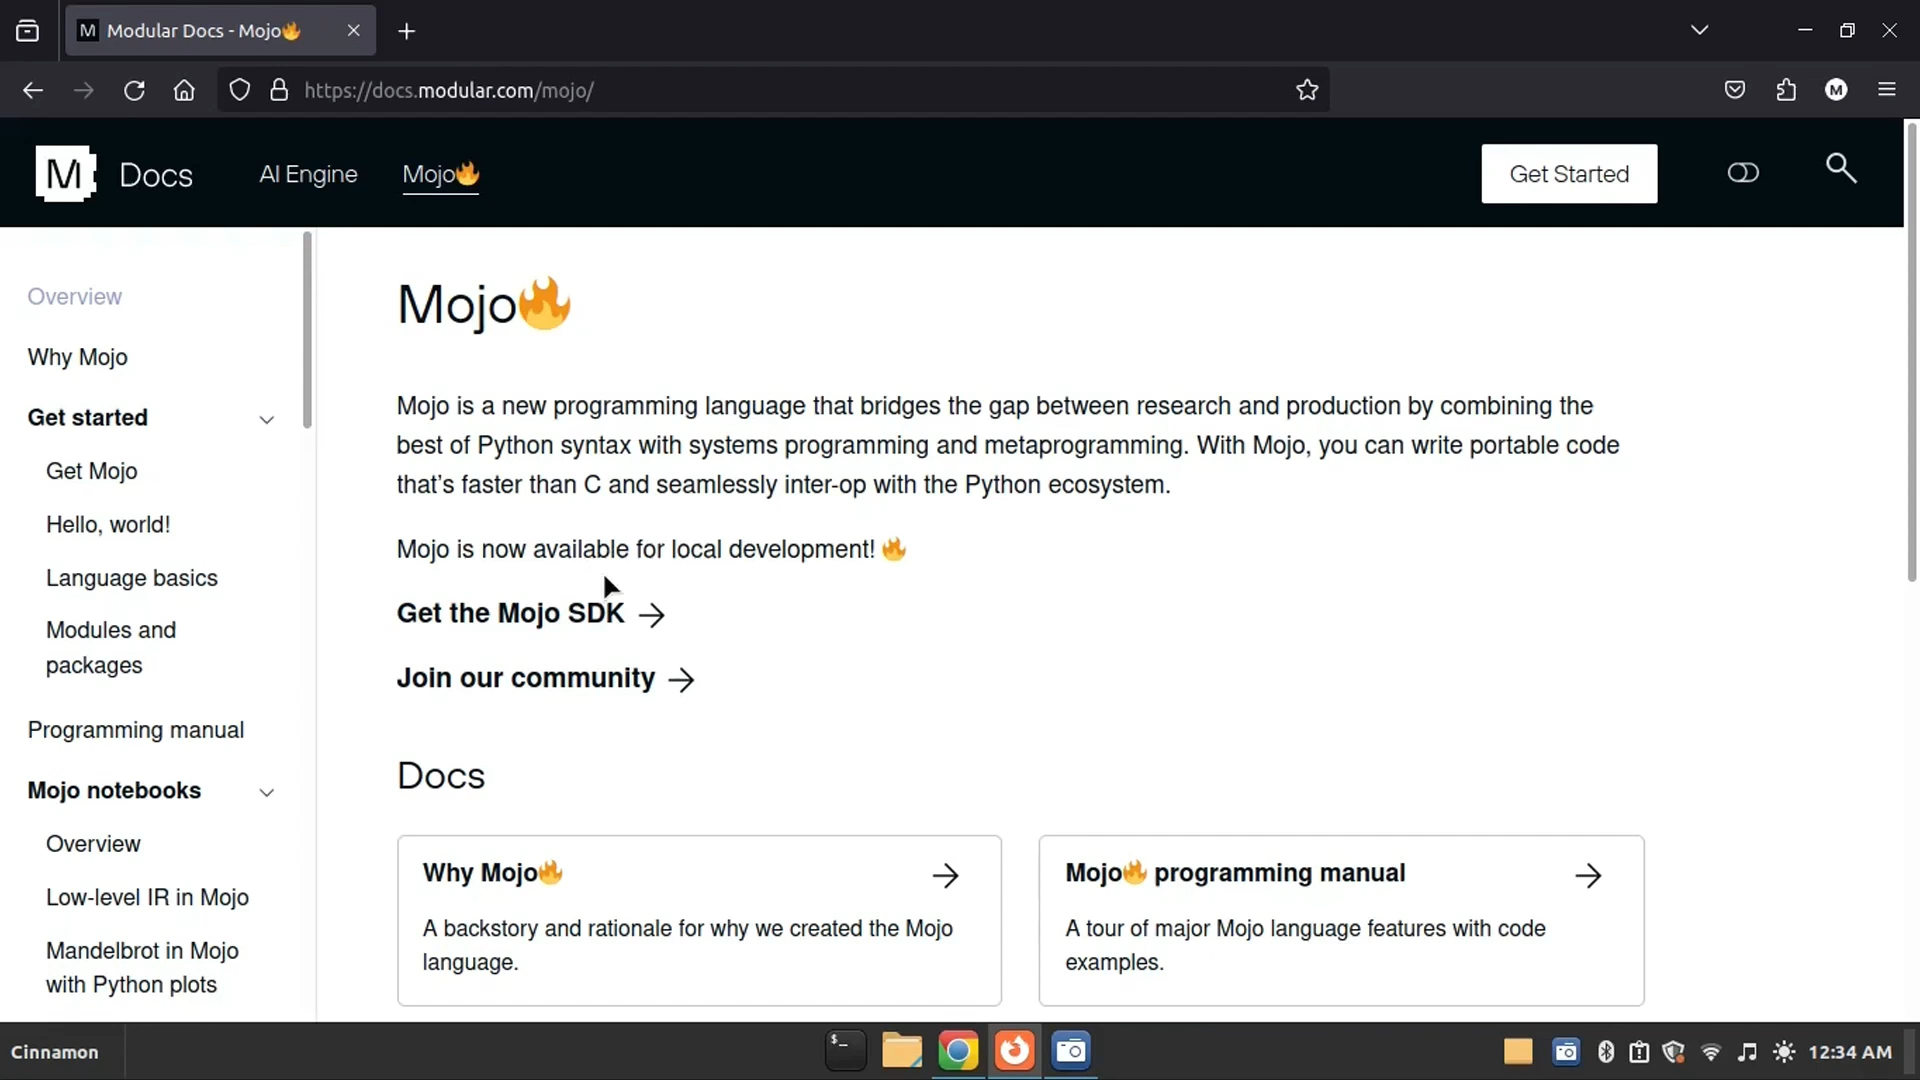 Modular Docs - Mojo🔥
https://docs.modular.com/mojo/
M
M
Docs
AI Engine
Mojo🔥
Get Started
Overview
Why Mojo
Get started
Get Mojo
Hello, world!
Language basics
Modules and
packages
Programming manual
Mojo notebooks
Overview
Low-level IR in Mojo
Mandelbrot in Mojo
with Python plots
Mojo🔥
Mojo is a new programming language that bridges the gap between research and production by combining the
best of Python syntax with systems programming and metaprogramming. With Mojo, you can write portable code
that’s faster than C and seamlessly inter-op with the Python ecosystem.
Mojo is now available for local development! 🔥
Get the Mojo SDK →
Join our community →
Docs
Why Mojo🔥 →
A backstory and rationale for why we created the Mojo
language.
Mojo🔥 programming manual →
A tour of major Mojo language features with code
examples.
Cinnamon
12:34 AM